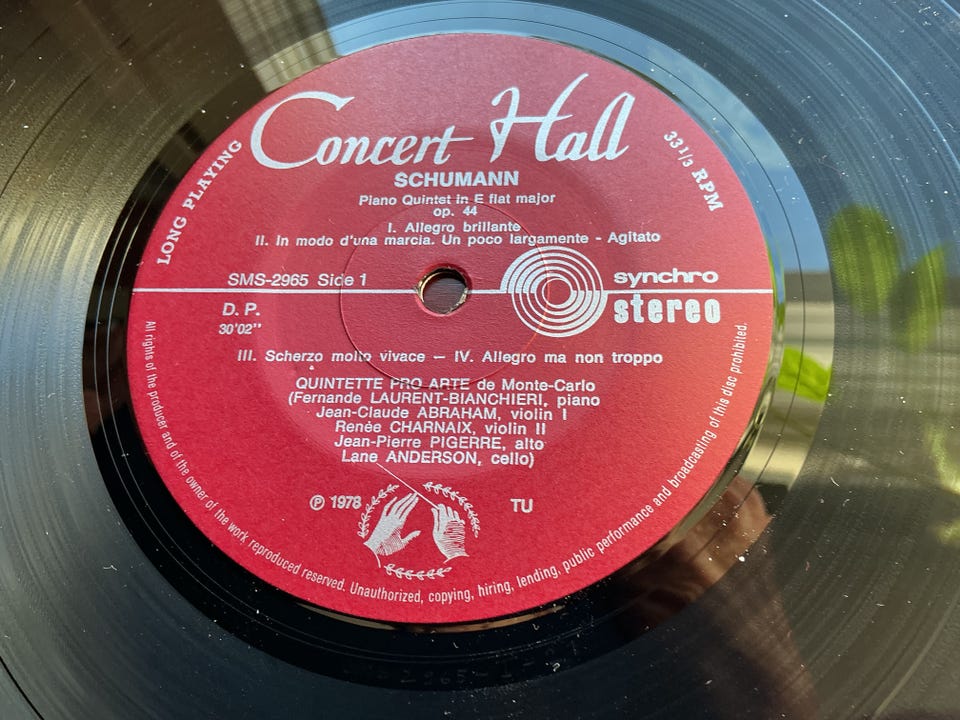 Concert Hall
LONG PLAYING
33 1/3 RPM
SCHUMANN
Piano Quintet in E flat major
op. 44
I. Allegro brillante
II. In modo d'una marcia. Un poco largamente - Agitato
SMS-2965 Side 1
synchro
stereo
D. P.
30'02''
III. Scherzo molto vivace – IV. Allegro ma non troppo
QUINTETTE PRO ARTE de Monte-Carlo
(Fernande LAURENT-BIANCHIERI, piano
Jean-Claude ABRAHAM, violin I
Renée CHARNAIX, violin II
Jean-Pierre PIGERRE, alto
Lane ANDERSON, cello)
℗ 1978
TU
All rights of the producer and of the owner of the work reproduced reserved. Unauthorized, copying, hiring, lending, public performance and broadcasting of this disc prohibited.